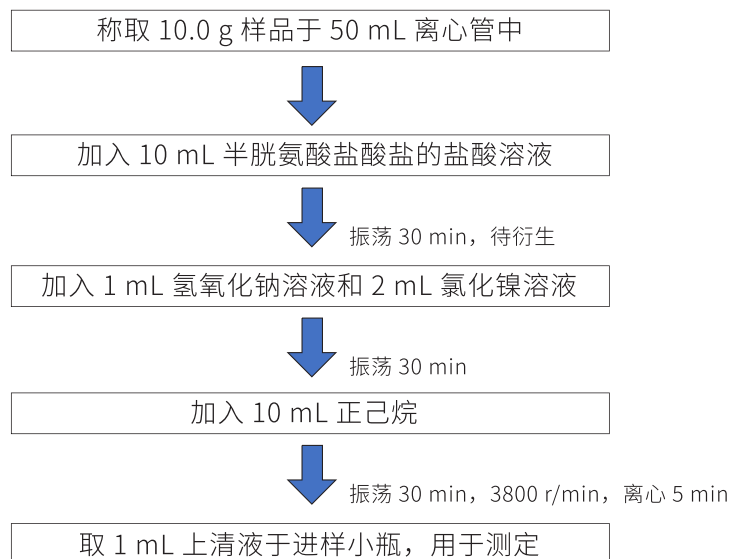 称取 10.0 g 样品于 50 mL 离心管中
加入 10 mL 半胱氨酸盐酸盐的盐酸溶液
振荡 30 min，待衍生
加入 1 mL 氢氧化钠溶液和 2 mL 氯化镍溶液
振荡 30 min
加入 10 mL 正己烷
振荡 30 min，3800 r/min，离心 5 min
取 1 mL 上清液于进样小瓶，用于测定